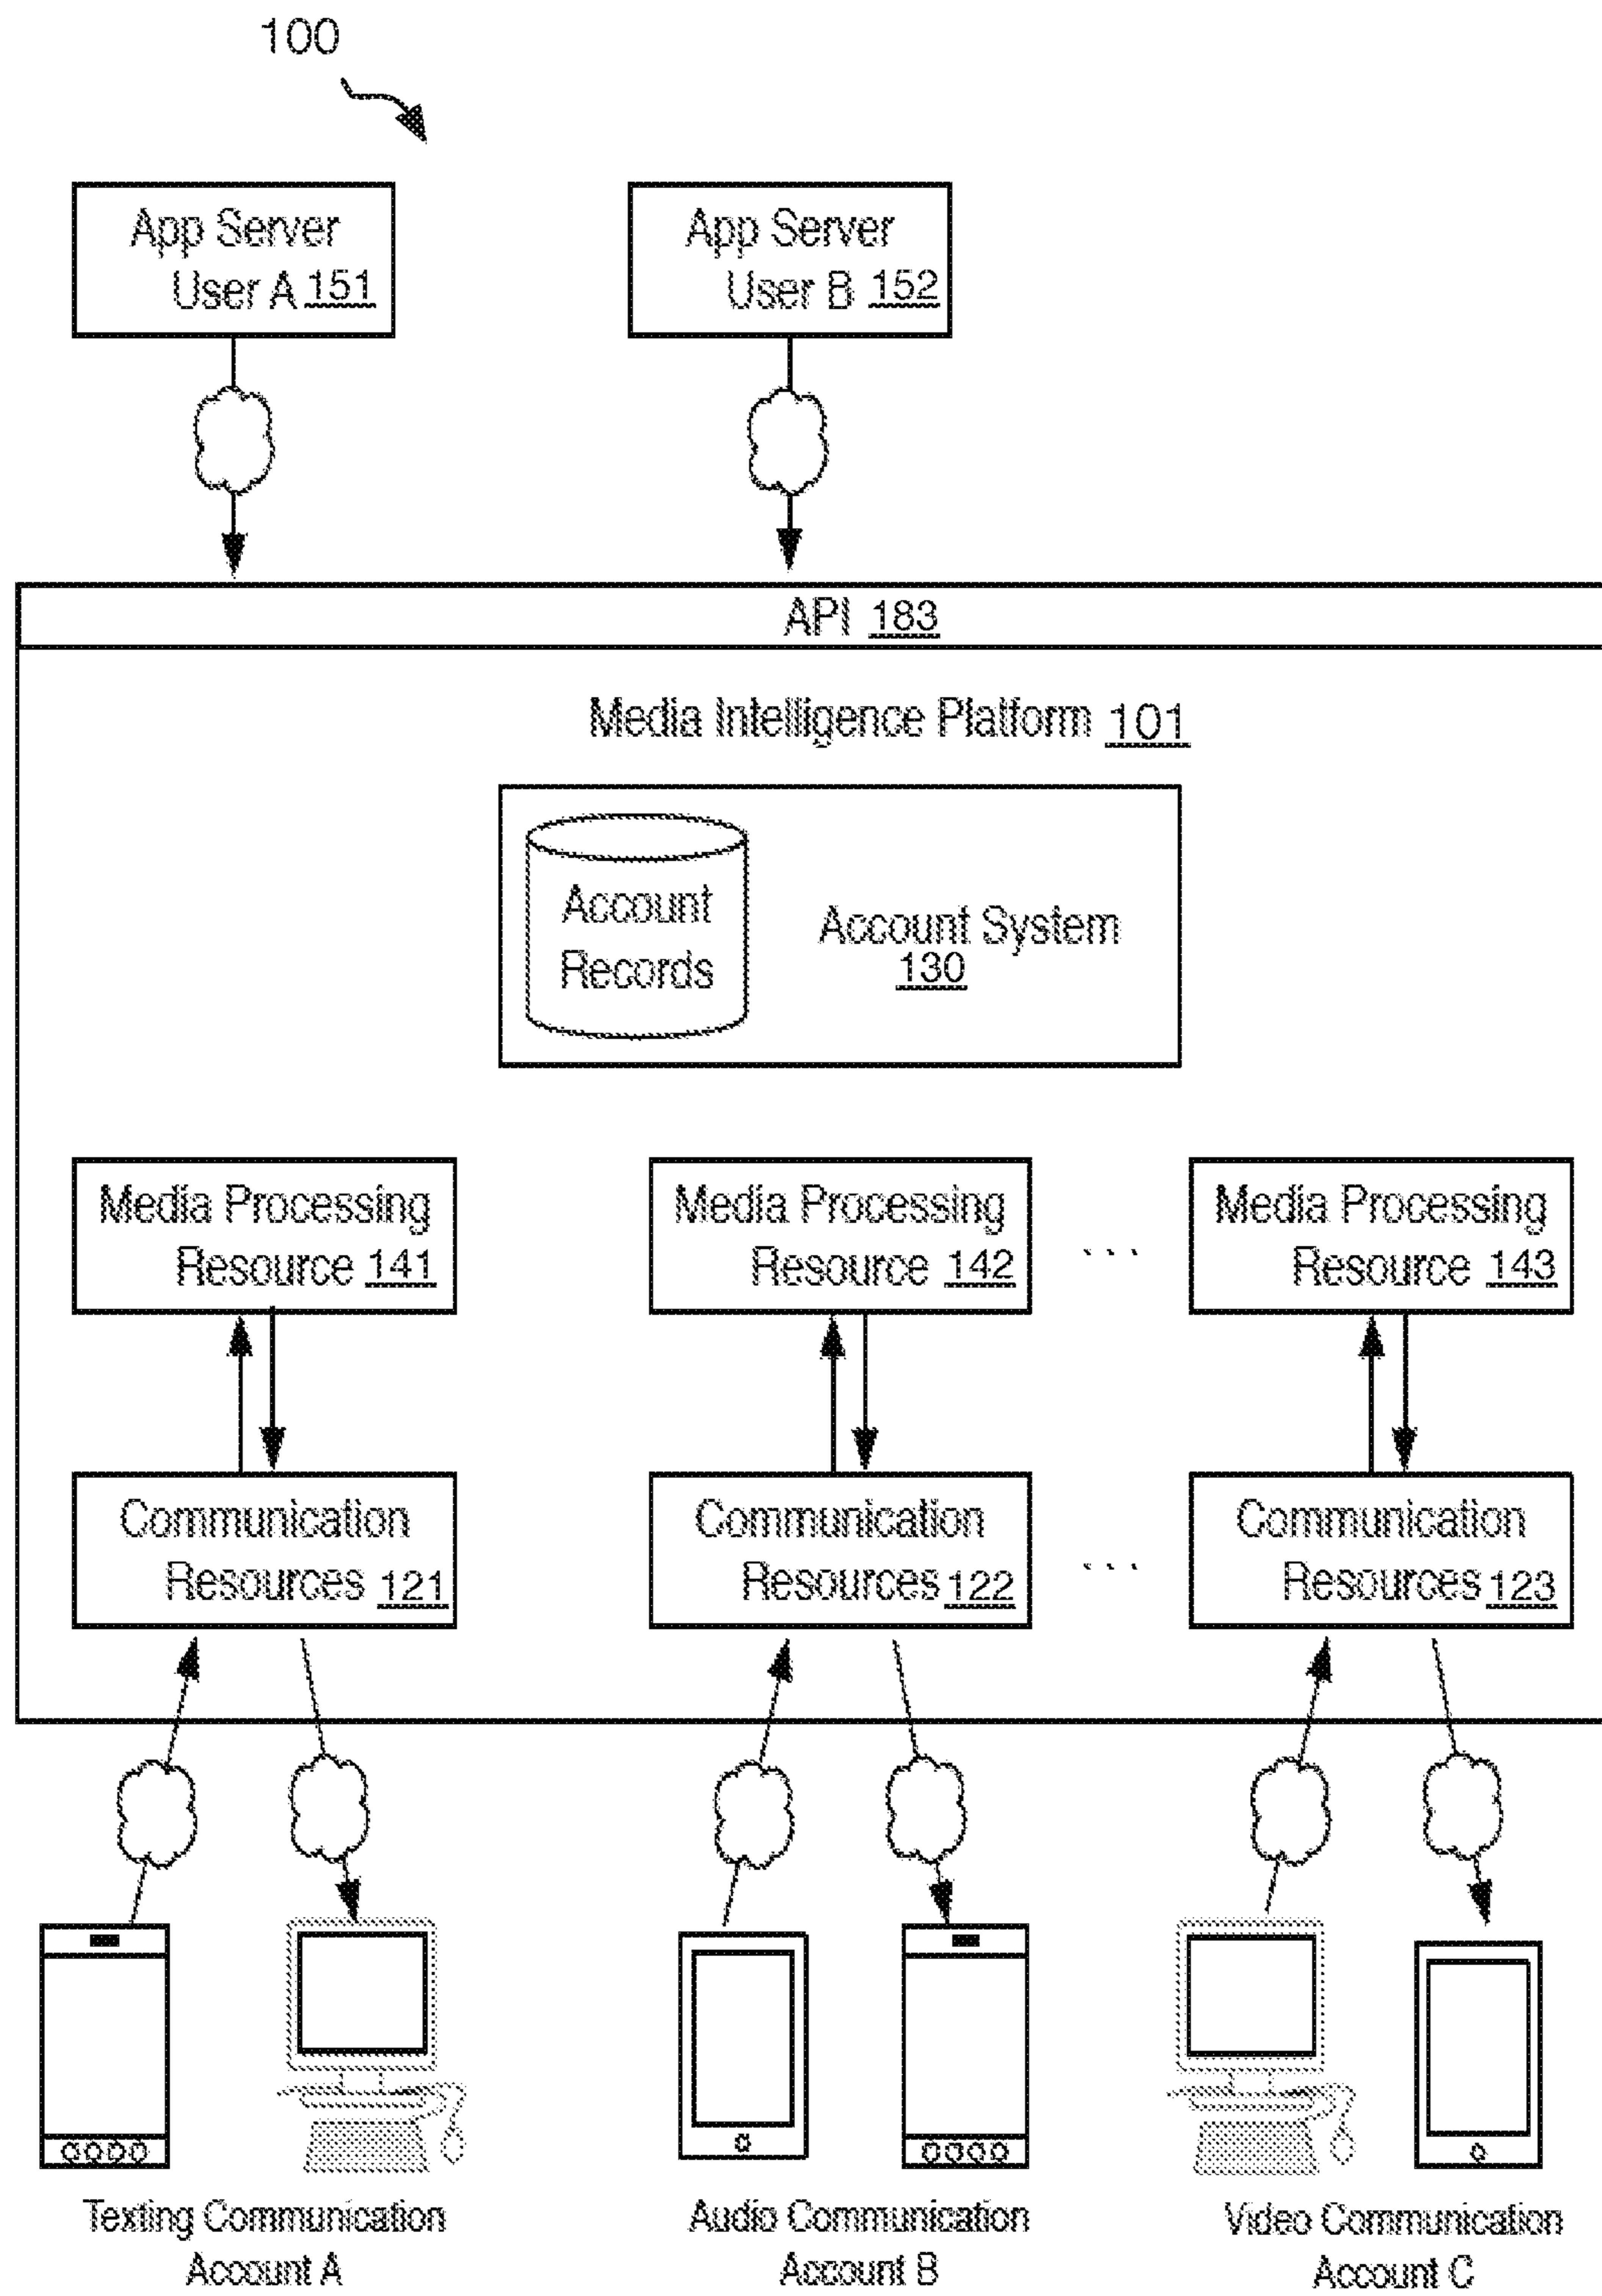 100
App Server
User A 151
App Server
User B 152
API 183
Media Intelligence Platform 101
Account
Records
Account System
130
Media Processing
Resource 141
Media Processing
Resource 142
. . .
Media Processing
Resource 143
Communication
Resources 121
Communication
Resources 122
. . .
Communication
Resources 123
Texting Communication
Account A
Audio Communication
Account B
Video Communication
Account C